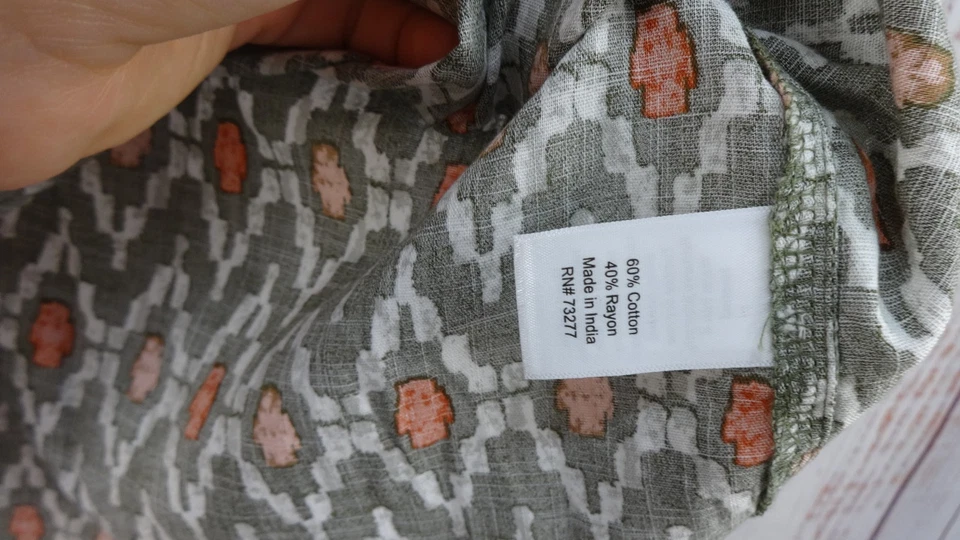 60% Cotton
40% Rayon
Made in India
RN# 73277